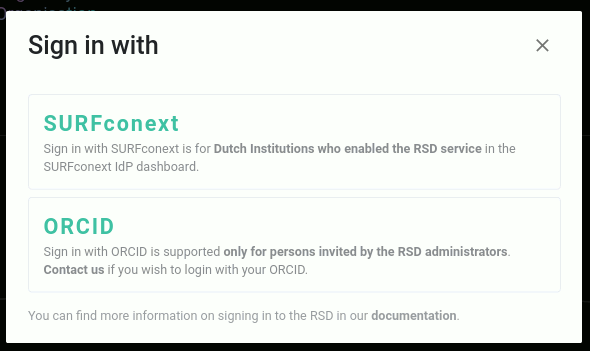 Sign in with
SURFconext
Sign in with SURFconext is for Dutch Institutions who enabled the RSD service in the
SURFconext IdP dashboard.
ORCID
Sign in with ORCID is supported only for persons invited by the RSD administrators.
Contact us if you wish to login with your ORCID.
You can find more information on signing in to the RSD in our documentation.